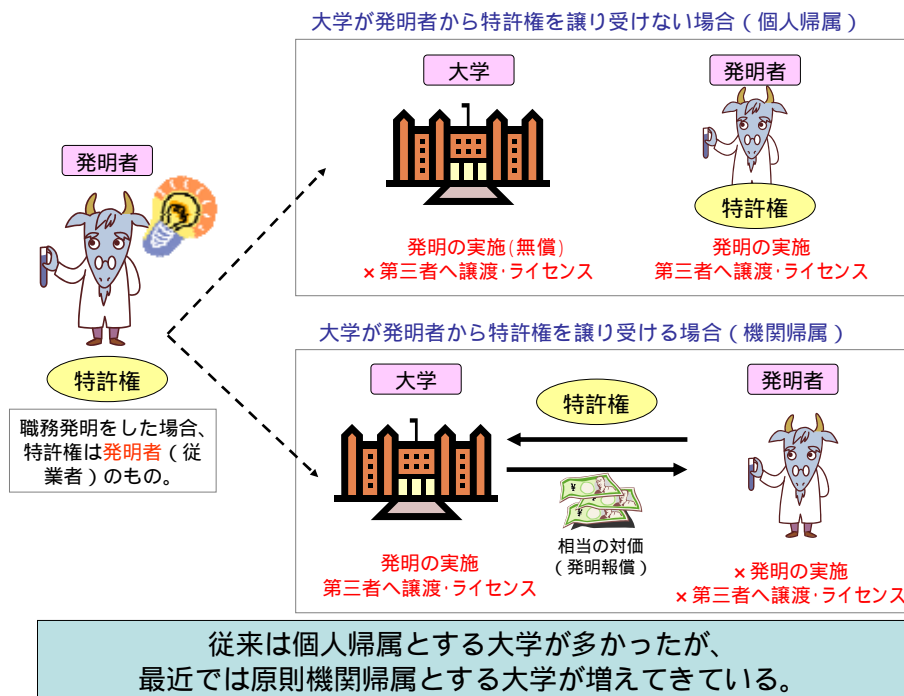 大学が発明者から特許権を譲り受けない場合(個人帰属)
大学
発明者
発明者
特許権
発明の実施(無償)
×第三者へ譲渡・ライセンス
発明の実施
第三者へ譲渡・ライセンス
特許権
職務発明をした場合、
特許権は発明者(従
業者)のもの。
大学が発明者から特許権を譲り受ける場合(機関帰属)
大学
特許権
発明者
¥
¥
相当の対価
(発明報償)
発明の実施
第三者へ譲渡・ライセンス
×発明の実施
×第三者へ譲渡・ライセンス
従来は個人帰属とする大学が多かったが、
最近では原則機関帰属とする大学が増えてきている。